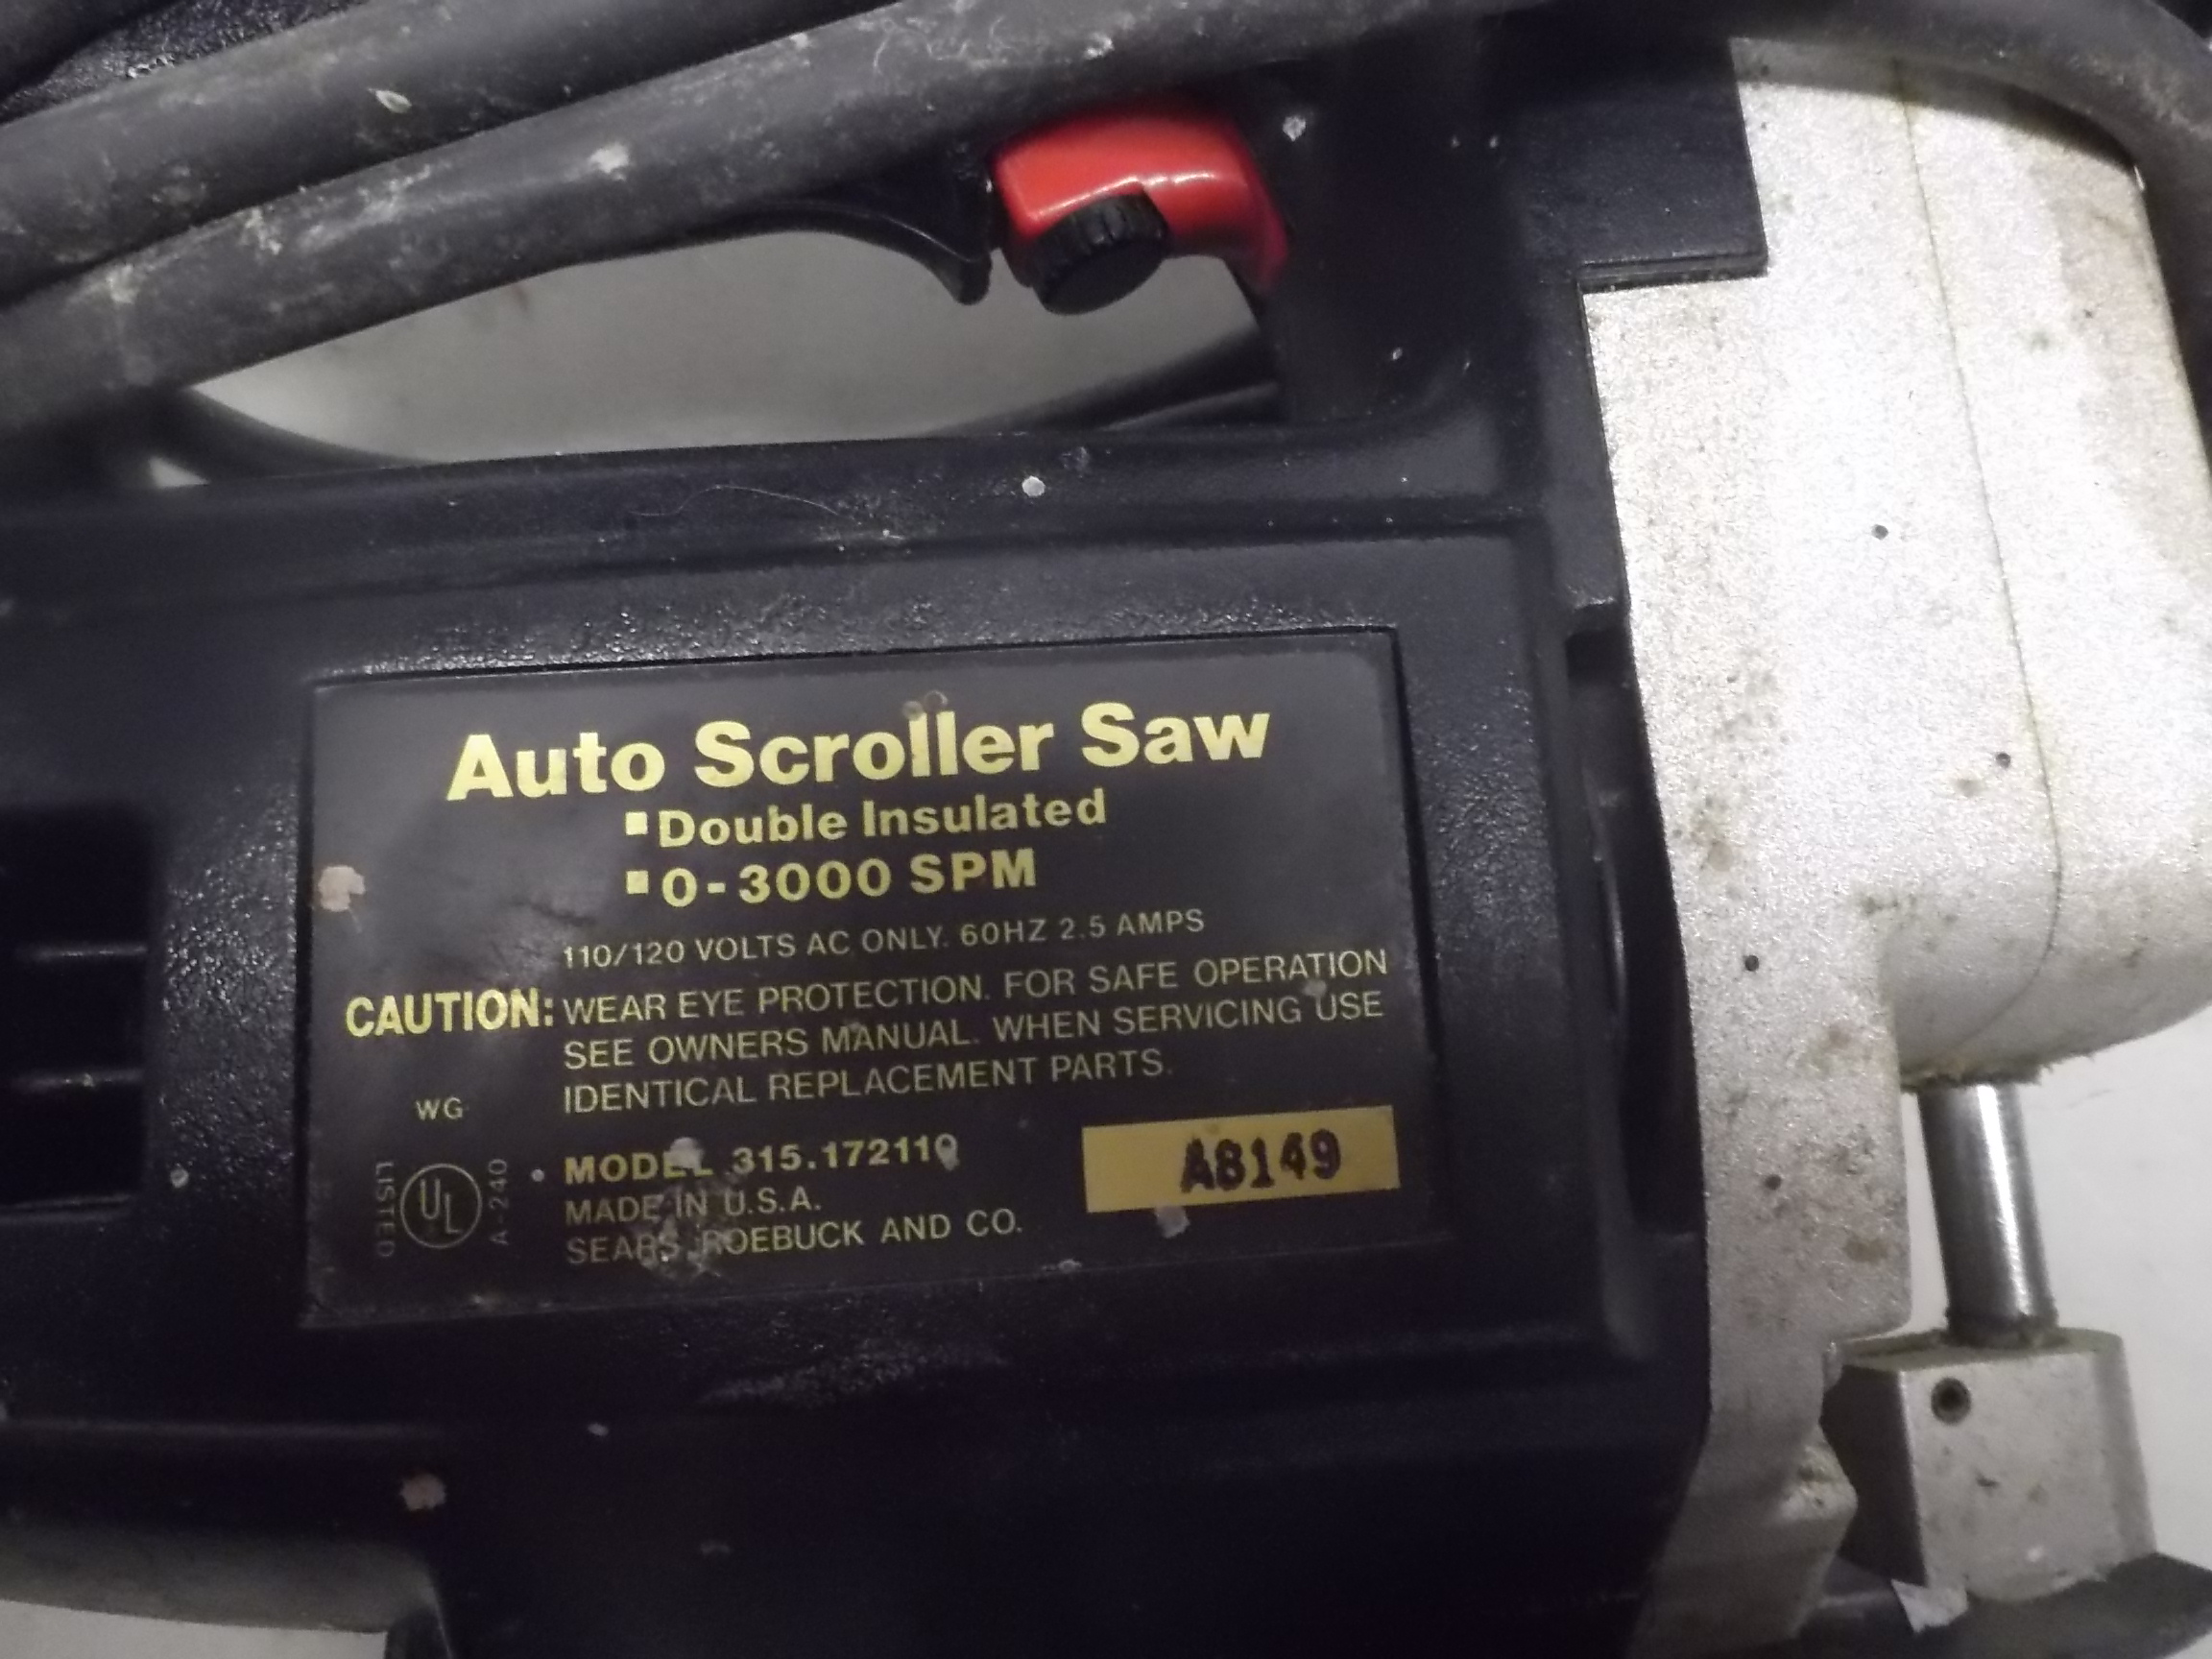 Auto Scroller Saw
▪Double Insulated
▪0-3000 SPM
110/120 VOLTS AC ONLY. 60HZ 2.5 AMPS
CAUTION: WEAR EYE PROTECTION. FOR SAFE OPERATION
SEE OWNERS MANUAL. WHEN SERVICING USE
IDENTICAL REPLACEMENT PARTS.
WG
LISTED
UL
A-240
MODEL 315.172110
MADE IN U.S.A.
SEARS, ROEBUCK AND CO.
A8149